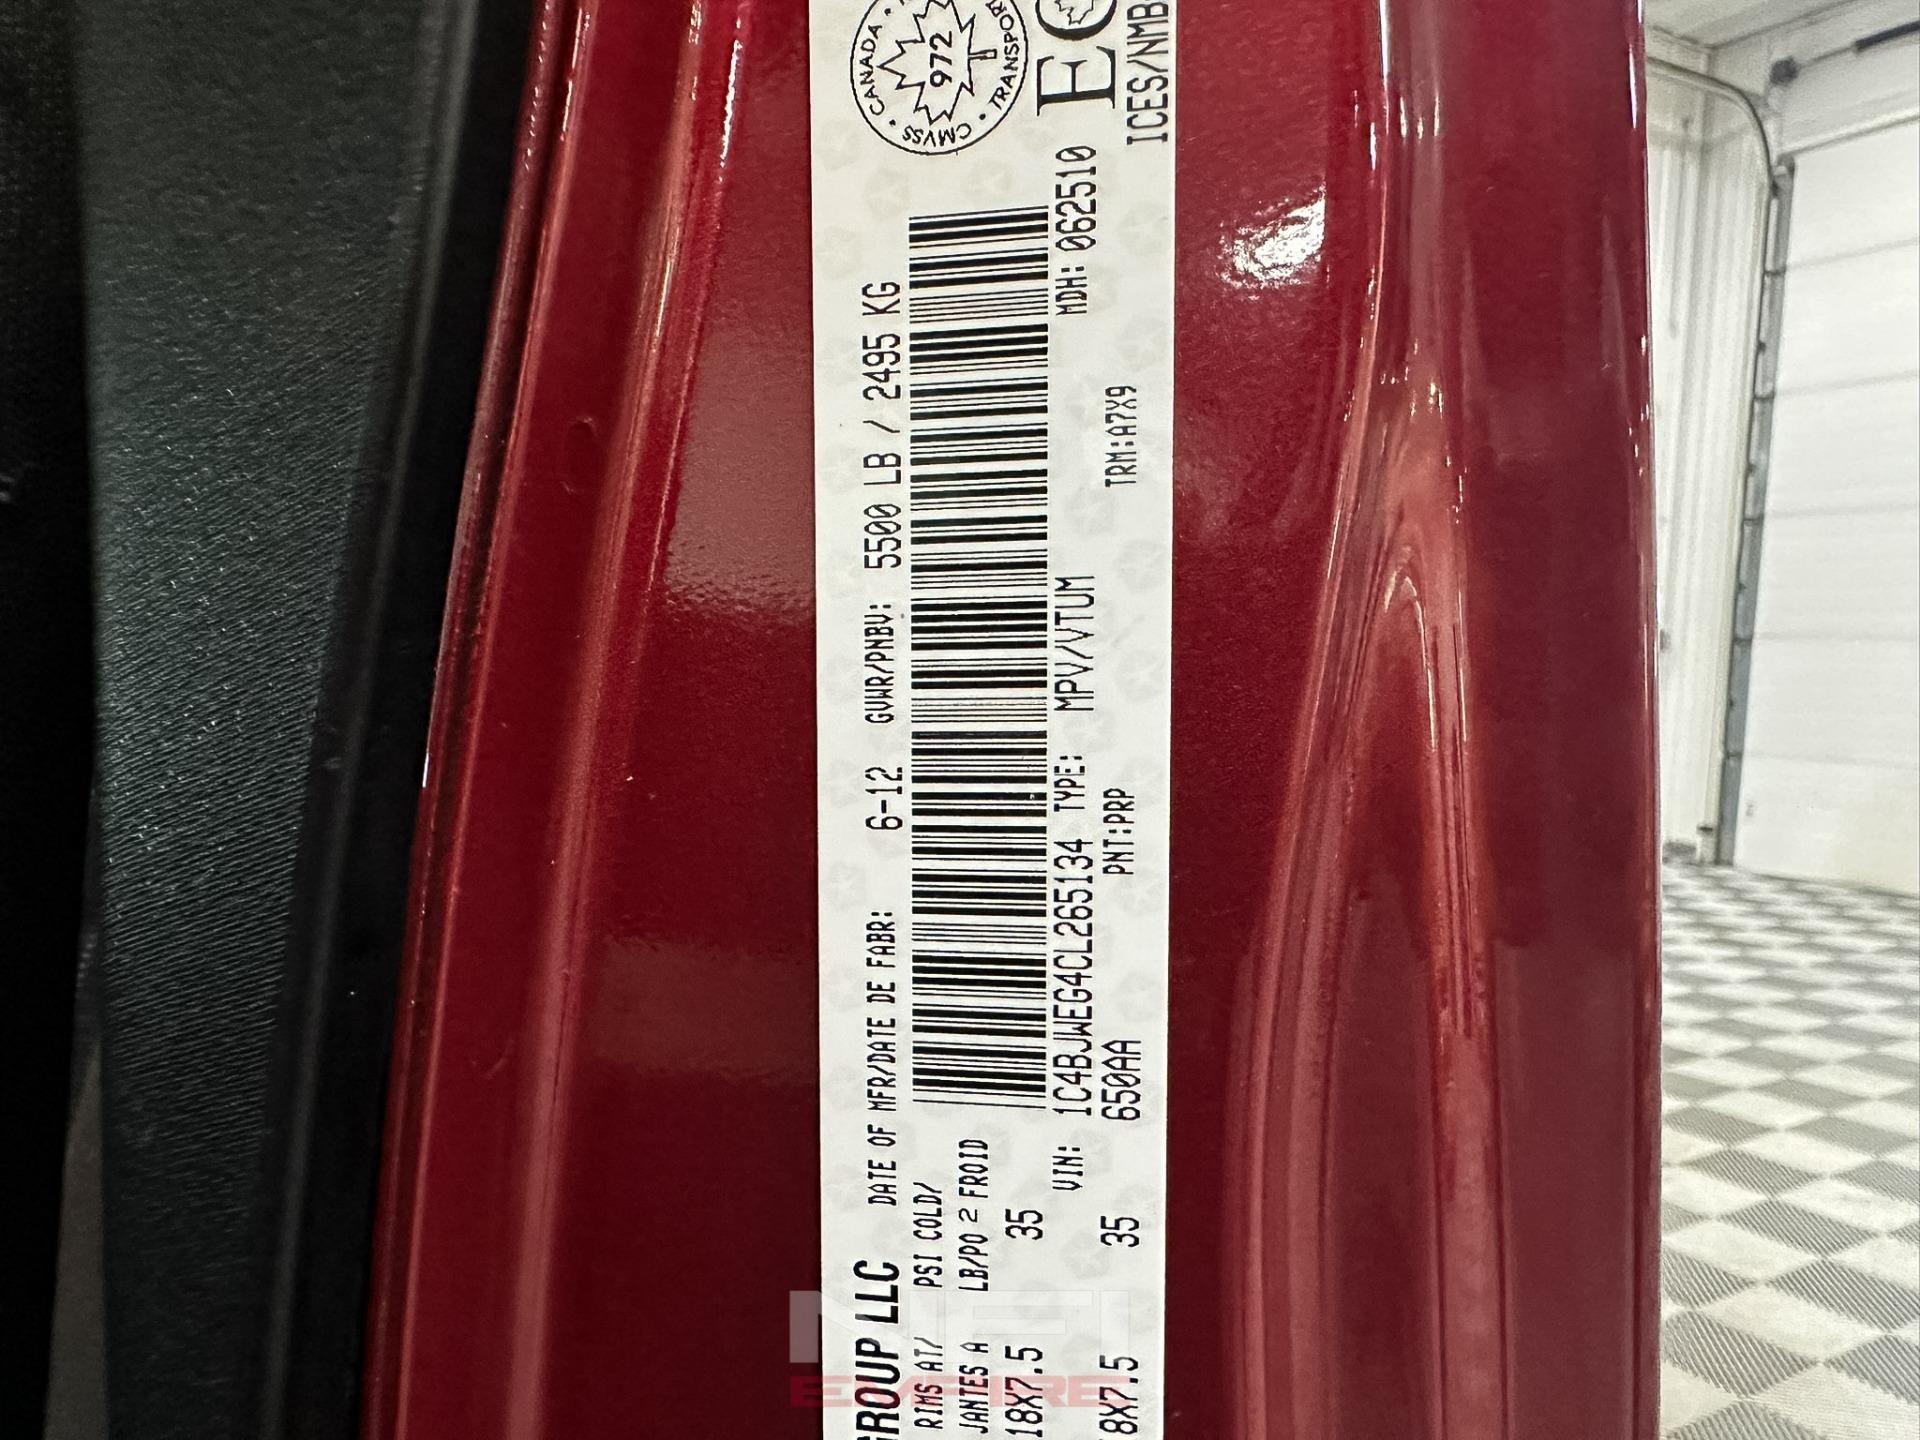 GROUP LLC DATE OF MFR/DATE DE FABR: 6-12 GVWR/PNBV: 5500 LB / 2495 KG
RIMS AT/ PSI COLD/
JANTES A LB/PO 2 FROID
18X7.5 35
VIN: 1C4BJWEG4CL265134 TYPE: MPV/VTUM MDH: 062510
8X7.5 35 650AA PNT:PRP TRM:A7X9
CANADA
TRANSPORT
CMVSS
972
ICES/NMB
NFI
EMPIRE